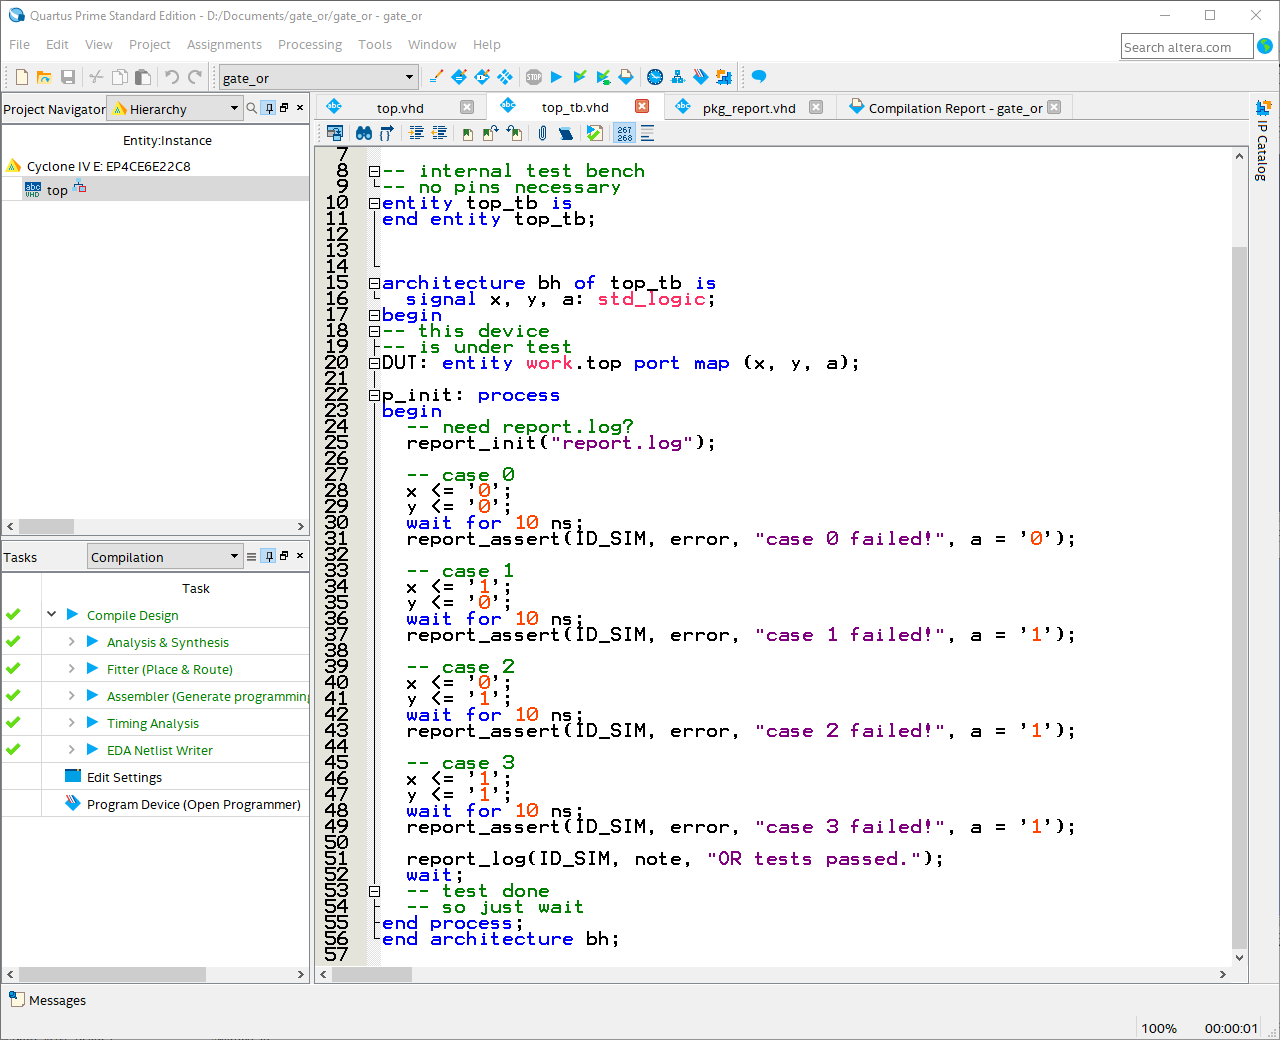 Quartus Prime Standard Edition - D:/Documents/gate_or/gate_or - gate_or
File Edit View Project Assignments Processing Tools Window Help
Search altera.com
gate_or
STOP
Project Navigator Hierarchy
Entity:Instance
Cyclone IV E: EP4CE6E22C8
abc VHD top
Tasks Compilation
Task
Compile Design
Analysis & Synthesis
Fitter (Place & Route)
Assembler (Generate programming
Timing Analysis
EDA Netlist Writer
Edit Settings
Program Device (Open Programmer)
top.vhd top_tb.vhd pkg_report.vhd Compilation Report - gate_or
267 268
7
8 -- internal test bench
9 -- no pins necessary
10 entity top_tb is
11 end entity top_tb;
12
13
14
15 architecture bh of top_tb is
16 signal x, y, a: std_logic;
17 begin
18 -- this device
19 -- is under test
20 DUT: entity work.top port map (x, y, a);
21
22 p_init: process
23 begin
24 -- need report.log?
25 report_init("report.log");
26
27 -- case 0
28 x <= '0';
29 y <= '0';
30 wait for 10 ns;
31 report_assert(ID_SIM, error, "case 0 failed!", a = '0');
32
33 -- case 1
34 x <= '1';
35 y <= '0';
36 wait for 10 ns;
37 report_assert(ID_SIM, error, "case 1 failed!", a = '1');
38
39 -- case 2
40 x <= '0';
41 y <= '1';
42 wait for 10 ns;
43 report_assert(ID_SIM, error, "case 2 failed!", a = '1');
44
45 -- case 3
46 x <= '1';
47 y <= '1';
48 wait for 10 ns;
49 report_assert(ID_SIM, error, "case 3 failed!", a = '1');
50
51 report_log(ID_SIM, note, "OR tests passed.");
52 wait;
53 -- test done
54 -- so just wait
55 end process;
56 end architecture bh;
57
IP Catalog
Messages
100% 00:00:01